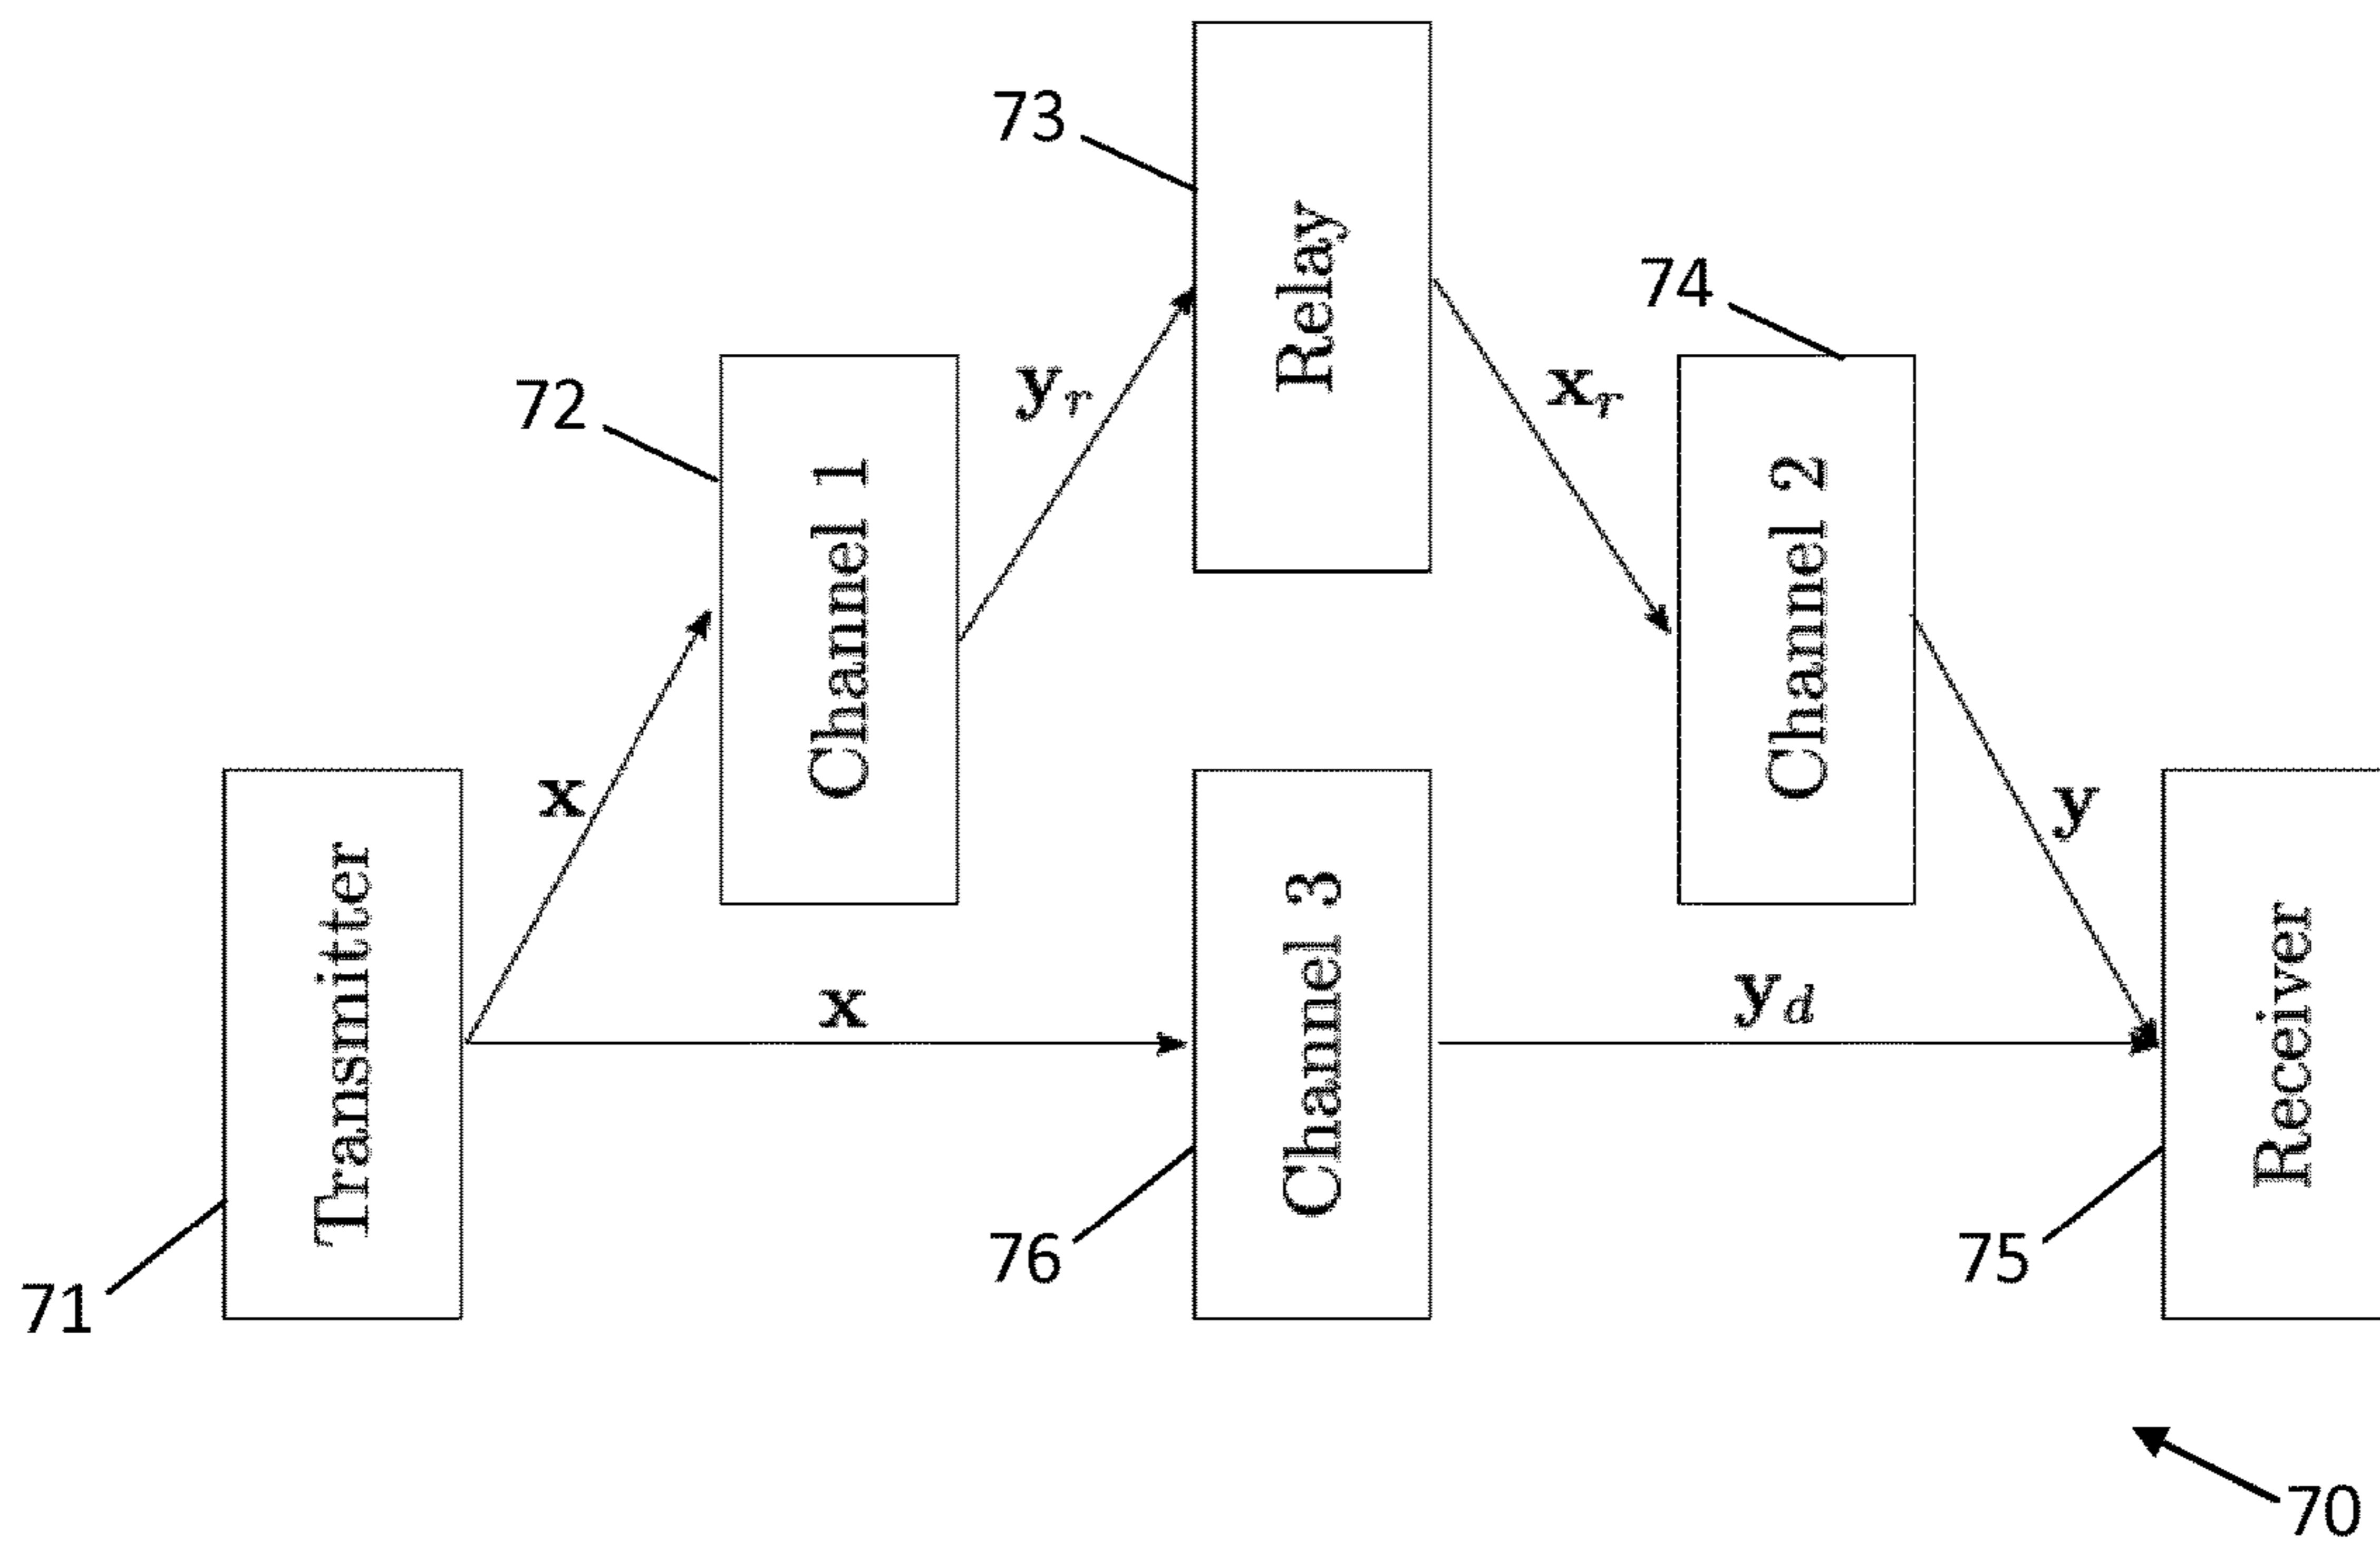 73
Relay
74
72
y_r
x_r
Channel 1
Channel 2
x
y
Transmitter
x
Channel 3
y_d
Receiver
71
76
75
70